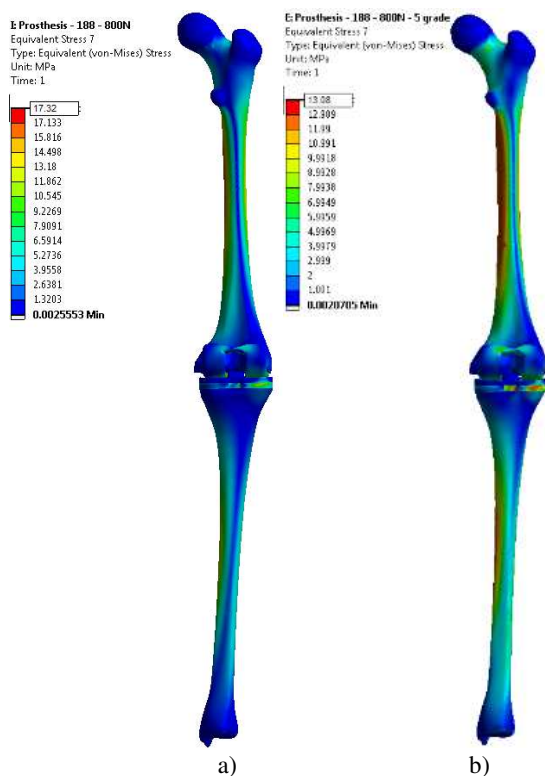 I: Prosthesis - 188 - 800N
Equivalent Stress 7
Type: Equivalent (von-Mises) Stress
Unit: MPa
Time: 1
17.32
17.133
15.816
14.498
13.18
11.862
10.545
9.2269
7.9091
6.5914
5.2736
3.9558
2.6381
1.3203
0.0025553 Min
E: Prosthesis - 188 - 800N - 5 grade
Equivalent Stress 7
Type: Equivalent (von-Mises) Stress
Unit: MPa
Time: 1
13.08
12.809
11.99
10.991
9.9918
8.9928
7.9938
6.9949
5.9959
4.9969
3.9979
2.999
2
1.001
0.0020705 Min
a)
b)